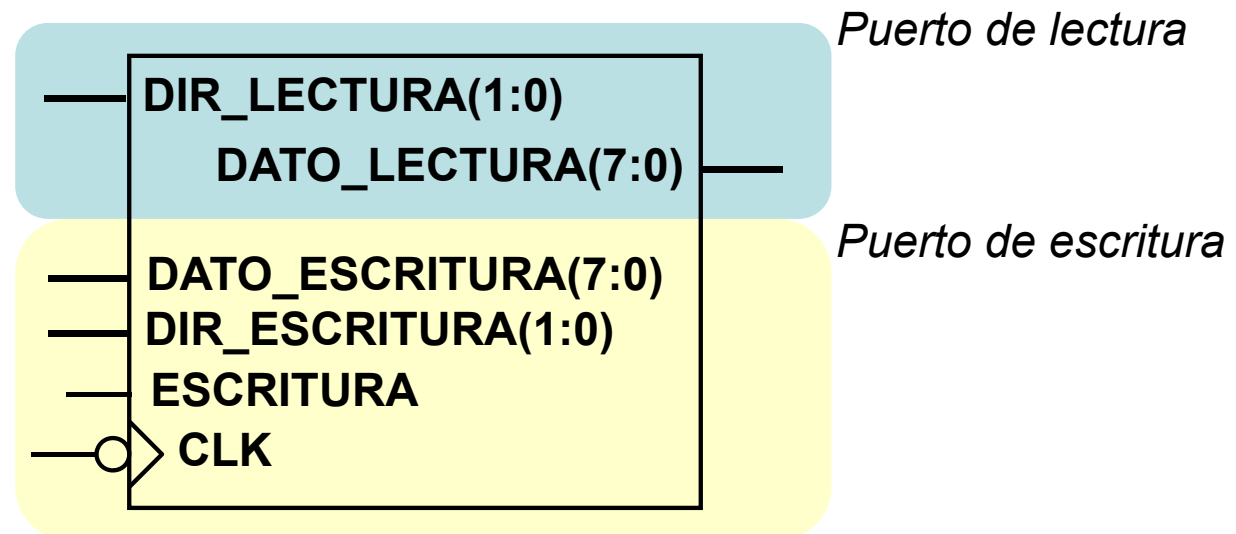 Puerto de lectura
DIR_LECTURA(1:0)
DATO_LECTURA(7:0)
Puerto de escritura
DATO_ESCRITURA(7:0)
DIR_ESCRITURA(1:0)
ESCRITURA
CLK